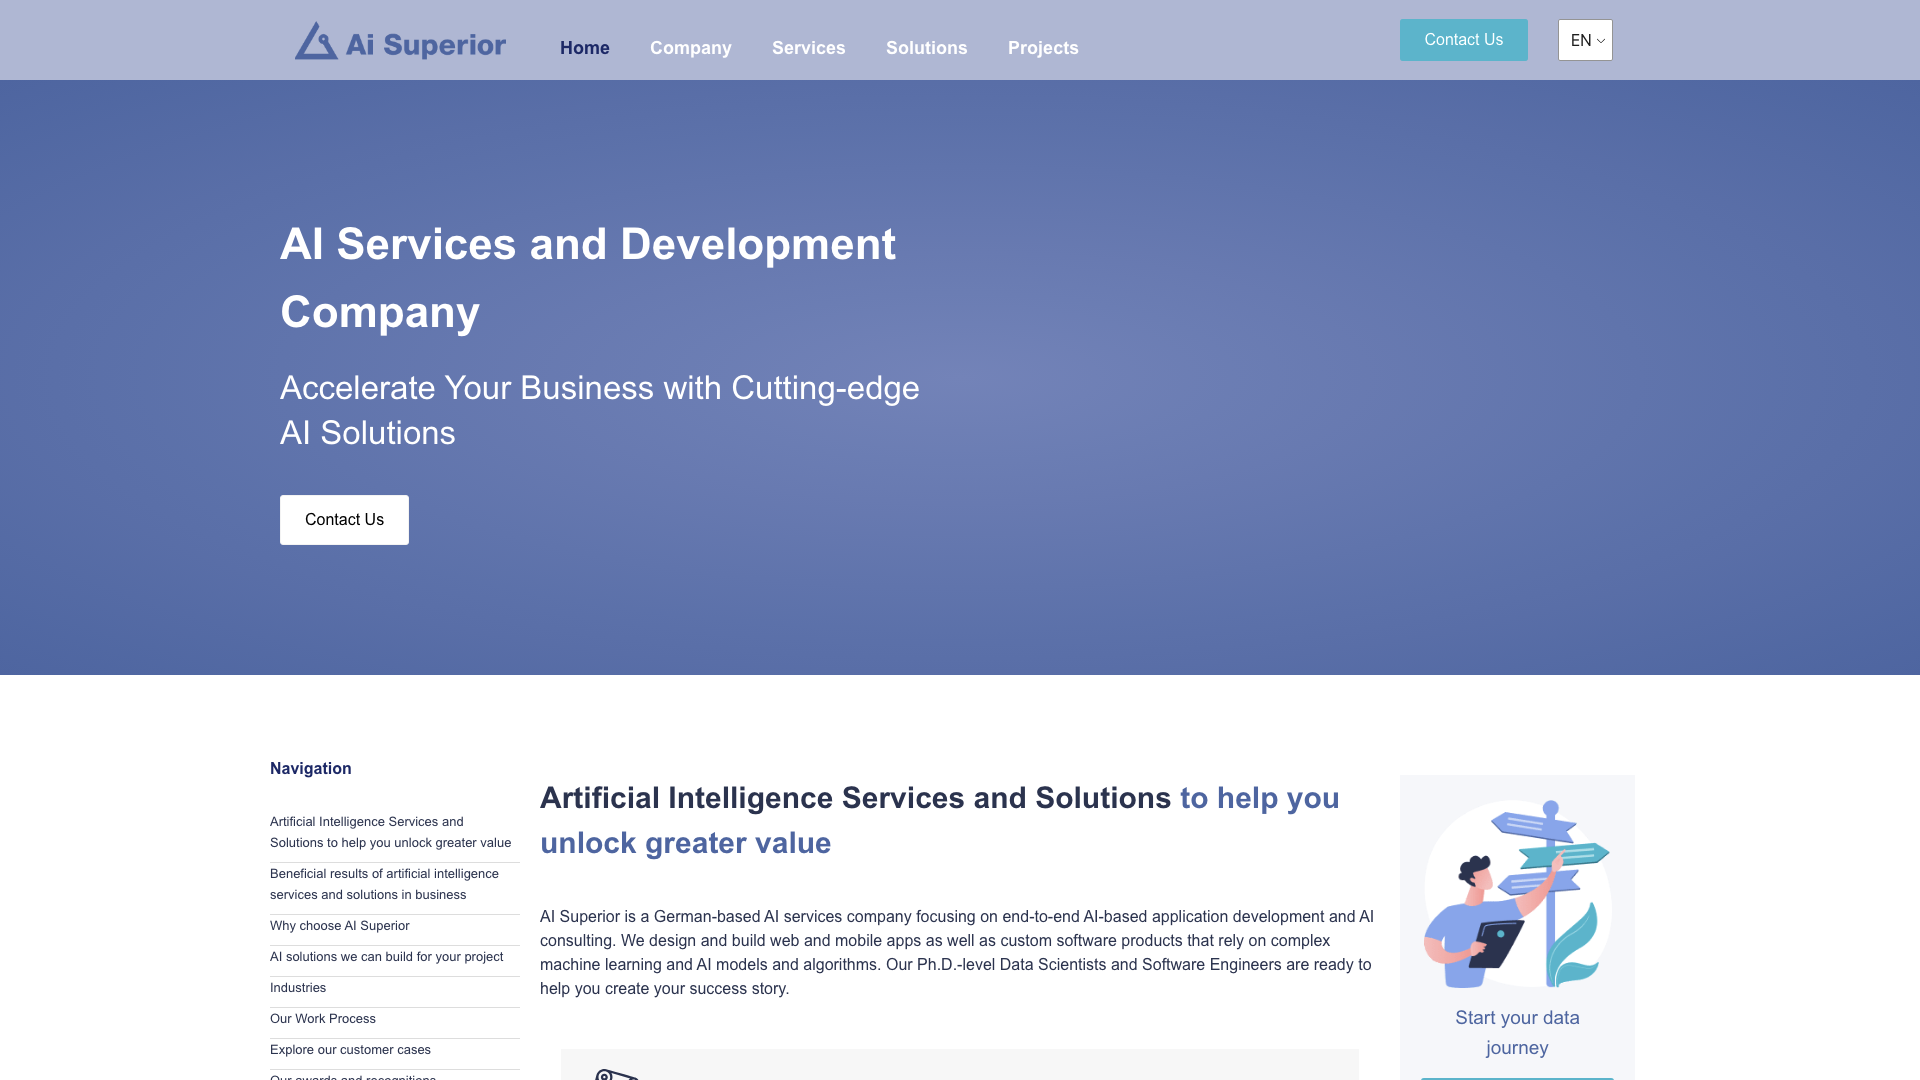 Ai Superior
Home
Company
Services
Solutions
Projects
Contact Us
EN
AI Services and Development
Company
Accelerate Your Business with Cutting-edge
AI Solutions
Contact Us
Navigation
Artificial Intelligence Services and
Solutions to help you unlock greater value
Beneficial results of artificial intelligence
services and solutions in business
Why choose AI Superior
AI solutions we can build for your project
Industries
Our Work Process
Explore our customer cases
Our awards and recognitions
Artificial Intelligence Services and Solutions to help you
unlock greater value
AI Superior is a German-based AI services company focusing on end-to-end AI-based application development and AI
consulting. We design and build web and mobile apps as well as custom software products that rely on complex
machine learning and AI models and algorithms. Our Ph.D.-level Data Scientists and Software Engineers are ready to
help you create your success story.
Start your data
journey